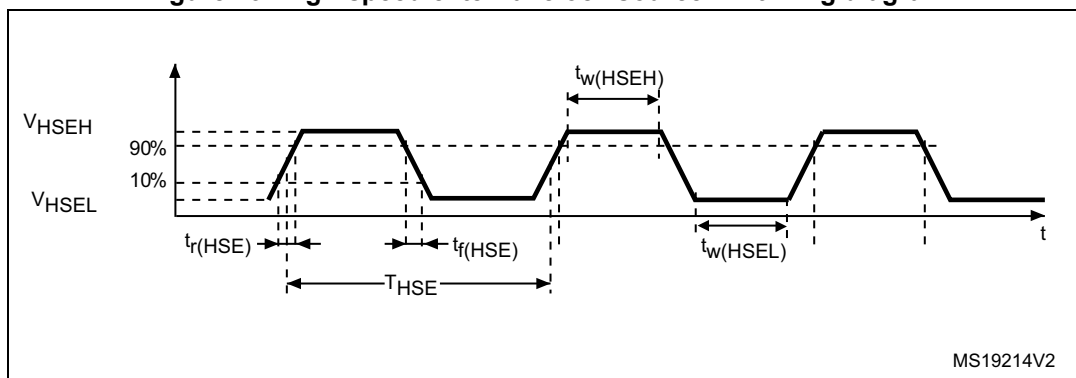 tw(HSEH)
VHSEH
90%
10%
VHSEL
tr(HSE)
tf(HSE)
tw(HSEL)
t
THSE
MS19214V2